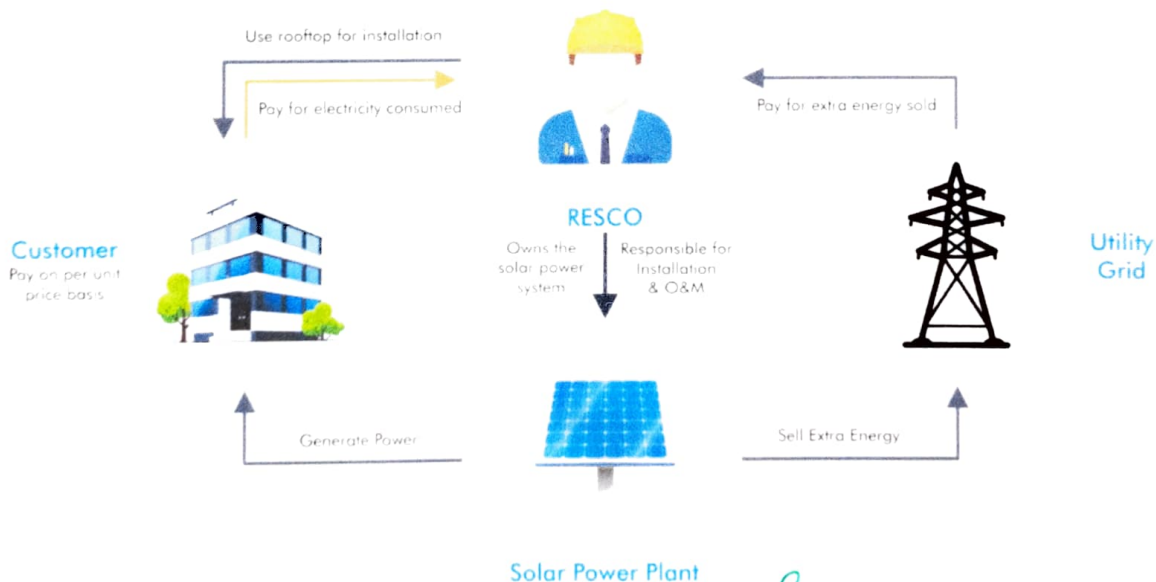 Use rooftop for installation
Pay for electricity consumed
Pay for extra energy sold
RESCO
Owns the
solar power
system
Responsible for
Installation
& O&M
Customer
Pay on per unit
price basis
Utility
Grid
Generate Power
Sell Extra Energy
Solar Power Plant